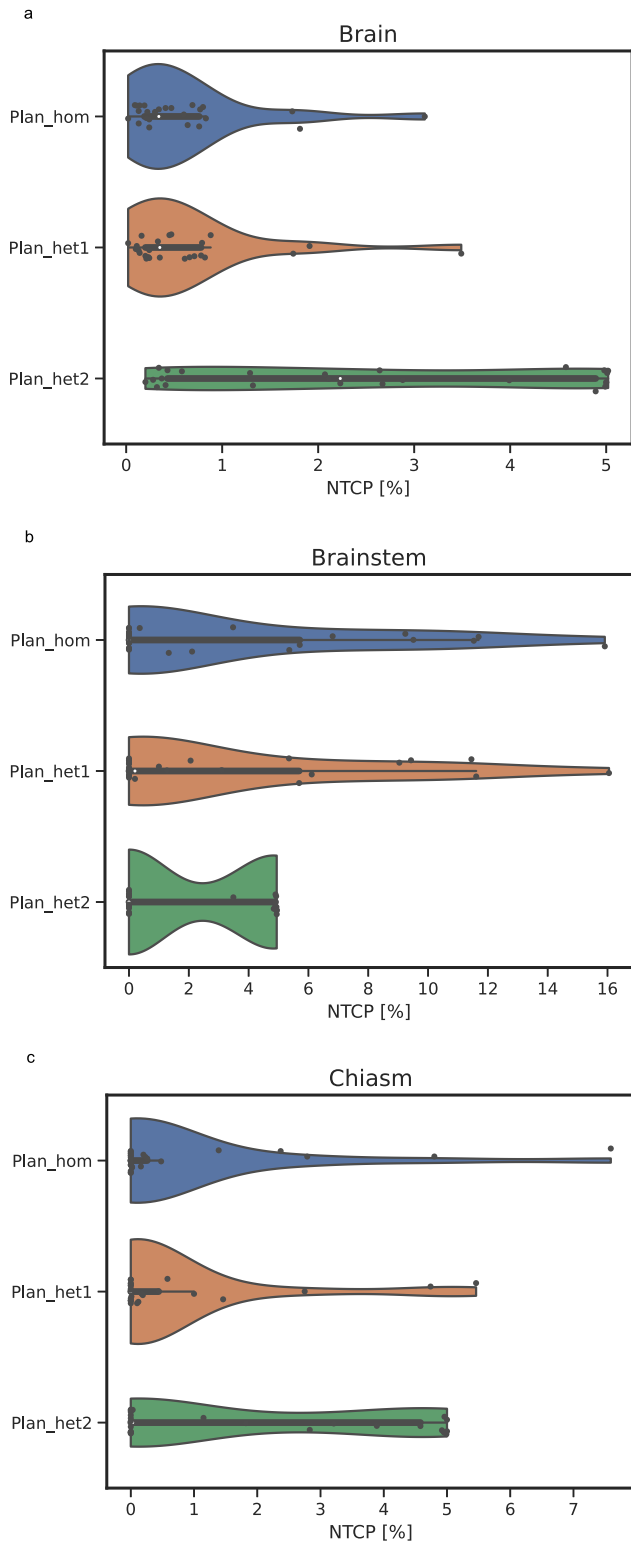 a
Brain
Plan_hom
Plan_het1
Plan_het2
0 1 2 3 4 5
NTCP [%]
b
Brainstem
Plan_hom
Plan_het1
Plan_het2
0 2 4 6 8 10 12 14 16
NTCP [%]
c
Chiasm
Plan_hom
Plan_het1
Plan_het2
0 1 2 3 4 5 6 7
NTCP [%]